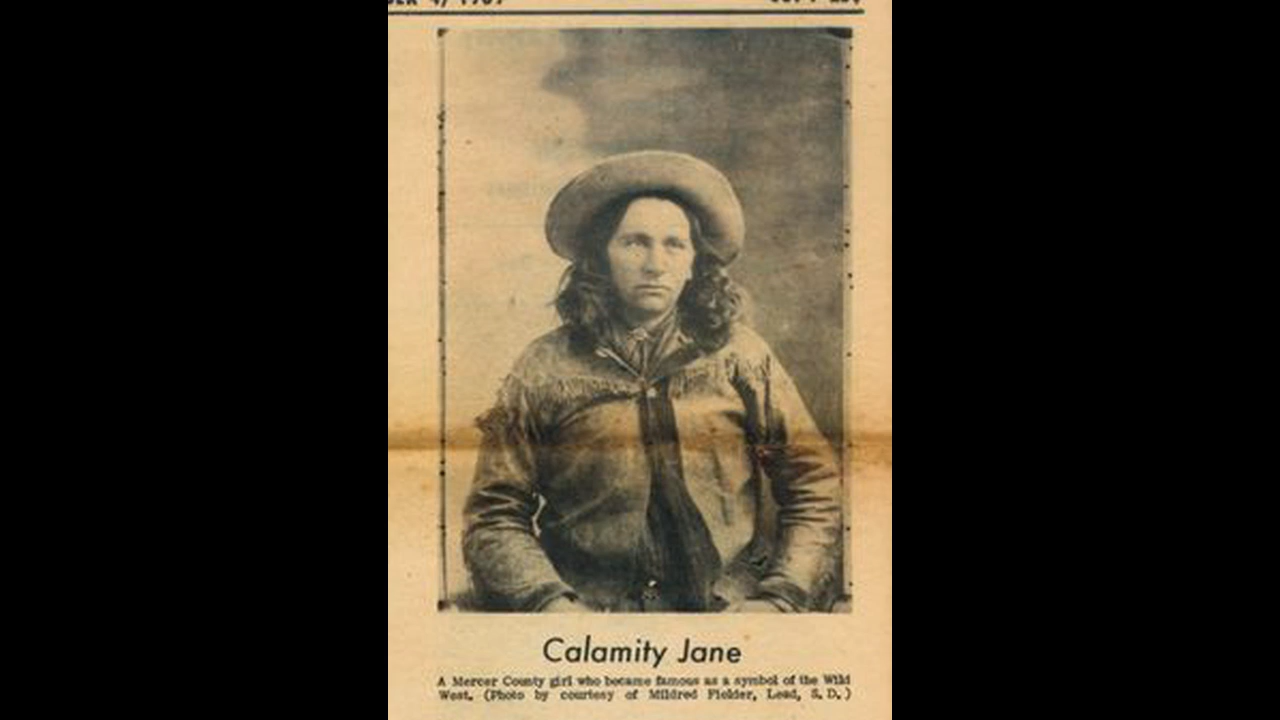 Calamity Jane
A Mercer County girl who became famous as a symbol of the Wild
West. (Photo by courtesy of Mildred Fielder, Lead, S. D.)